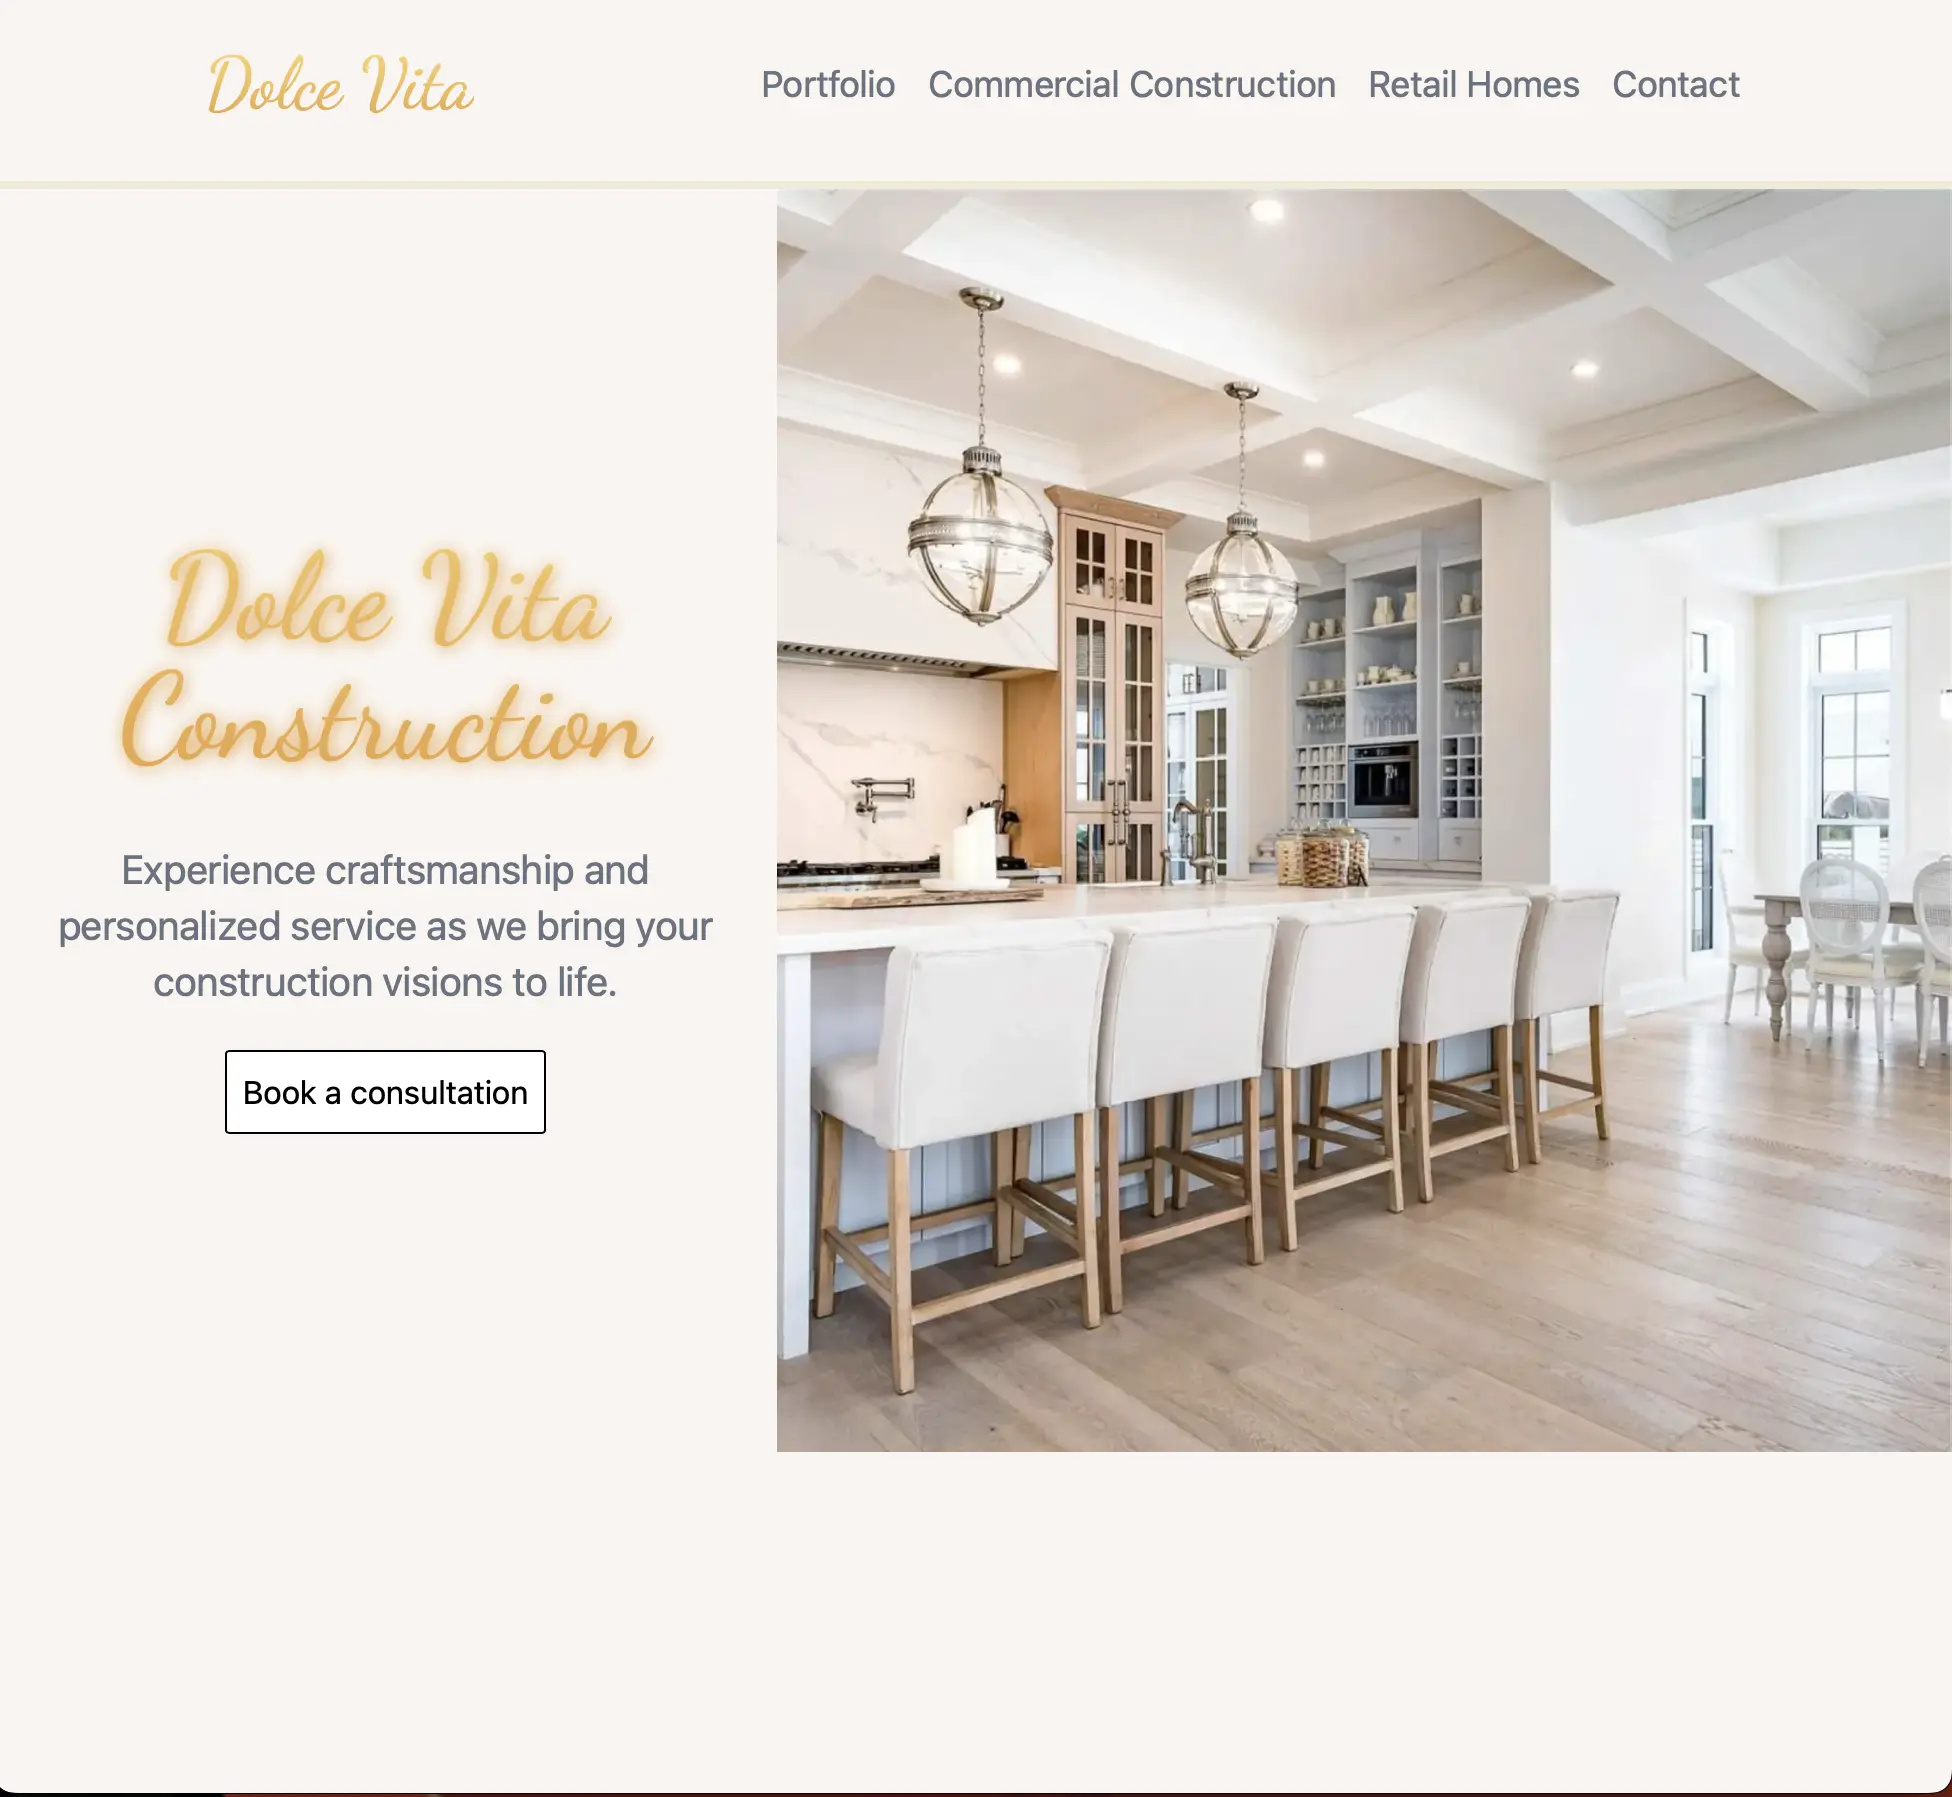 Dolce Vita
Portfolio Commercial Construction Retail Homes Contact
Dolce Vita
Construction
Experience craftsmanship and
personalized service as we bring your
construction visions to life.
Book a consultation